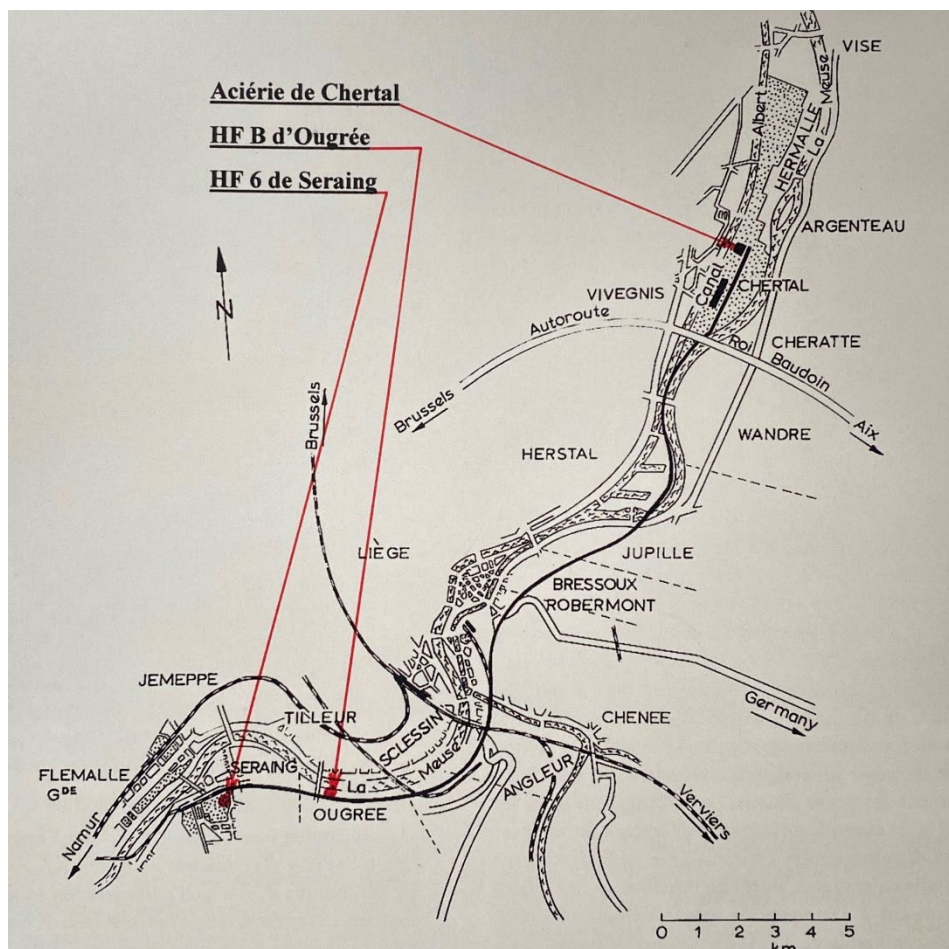 Aciérie de Chertal
HF B d'Ougrée
HF 6 de Seraing
N
VISE
Albert
La Meuse
HERMALLE
ARGENTEAU
Canal
CHERTAL
VIVEGNIS
Autoroute Roi Baudoin
CHERATTE
Brussels
Aix
WANDRE
HERSTAL
Brussels
LIÈGE
JUPILLE
BRESSOUX
ROBERMONT
Germany
JEMEPPE
TILLEUR
SCLESSIN
CHENEE
SERAING
La Meuse
ANGLEUR
FLEMALLE
GDE
OUGREE
Namur
Verviers
0 1 2 3 4 5
km